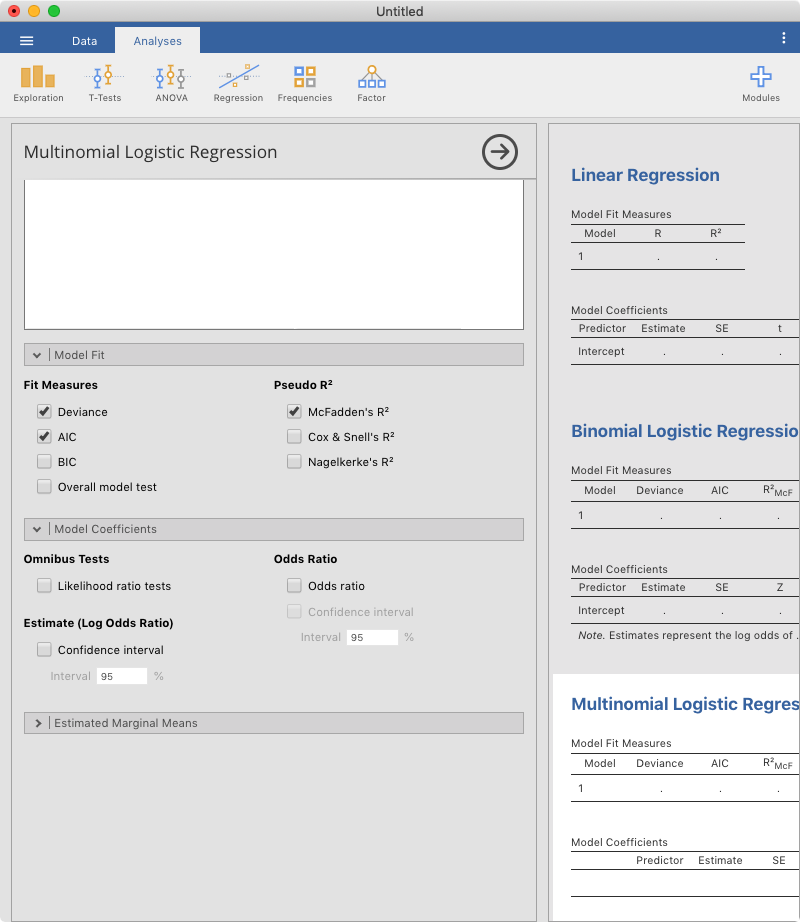 Untitled
Data Analyses
Exploration T-Tests ANOVA Regression Frequencies Factor Modules
Multinomial Logistic Regression
Model Fit
Fit Measures Pseudo R²
Deviance McFadden's R²
AIC Cox & Snell's R²
BIC Nagelkerke's R²
Overall model test
Model Coefficients
Omnibus Tests Odds Ratio
Likelihood ratio tests Odds ratio
Confidence interval
Estimate (Log Odds Ratio)
Interval 95 %
Confidence interval
Interval 95 %
Estimated Marginal Means
Linear Regression
Model Fit Measures
Model R R²
1 . .
Model Coefficients
Predictor Estimate SE t
Intercept . . .
Binomial Logistic Regressio
Model Fit Measures
Model Deviance AIC R²McF
1 . . .
Model Coefficients
Predictor Estimate SE Z
Intercept . . .
Note. Estimates represent the log odds of .
Multinomial Logistic Regres
Model Fit Measures
Model Deviance AIC R²McF
1 . . .
Model Coefficients
Predictor Estimate SE